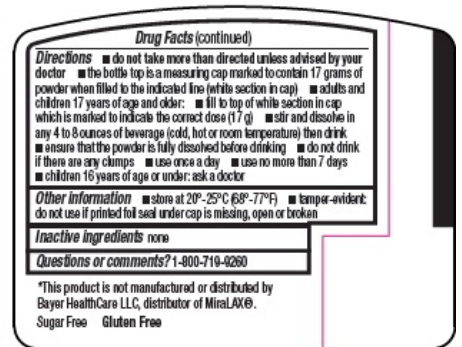 Drug Facts (continued)
Directions ■ do not take more than directed unless advised by your
doctor ■ the bottle top is a measuring cap marked to contain 17 grams of
powder when filled to the indicated line (white section in cap) ■ adults and
children 17 years of age and older: ■ fill to top of white section in cap
which is marked to indicate the correct dose (17 g) ■ stir and dissolve in
any 4 to 8 ounces of beverage (cold, hot or room temperature) then drink
■ ensure that the powder is fully dissolved before drinking ■ do not drink
if there are any clumps ■ use once a day ■ use no more than 7 days
■ children 16 years of age or under: ask a doctor
Other information ■ store at 20º-25ºC (68º-77ºF) ■ tamper-evident:
do not use if printed foil seal under cap is missing, open or broken
Inactive ingredients none
Questions or comments? 1-800-719-9260
*This product is not manufactured or distributed by
Bayer HealthCare LLC, distributor of MiraLAX®.
Sugar Free Gluten Free